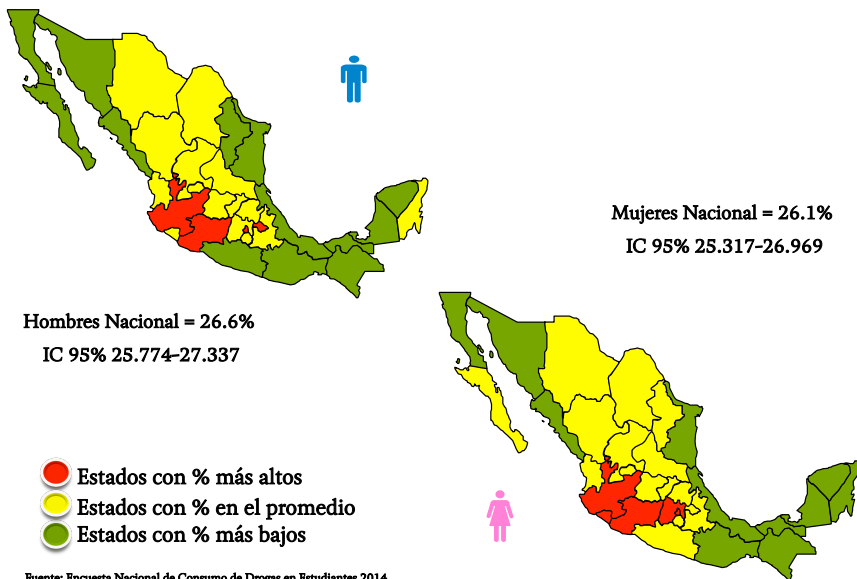 Mujeres Nacional = 26.1%
IC 95% 25.317-26.969
Hombres Nacional = 26.6%
IC 95% 25.774-27.337
Estados con % más altos
Estados con % en el promedio
Estados con % más bajos
Fuente: Encuesta Nacional de Consumo de Drogas en Estudiantes 2014